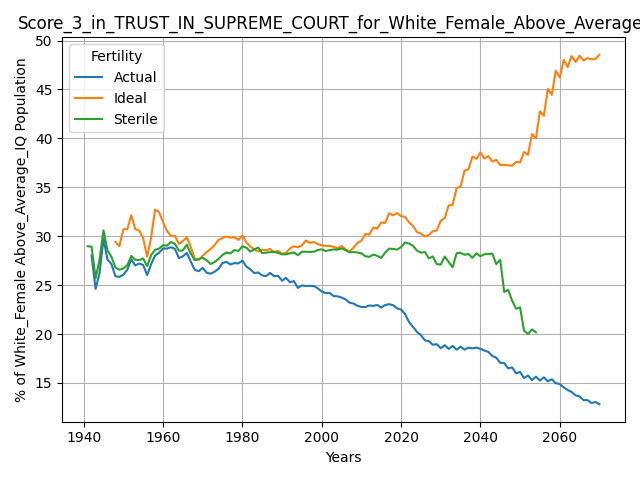 Score_3_in_TRUST_IN_SUPREME_COURT_for_White_Female_Above_Average
Fertility
Actual
Ideal
Sterile
% of White_Female Above_Average_IQ Population
50
45
40
35
30
25
20
15
1940
1960
1980
2000
2020
2040
2060
Years